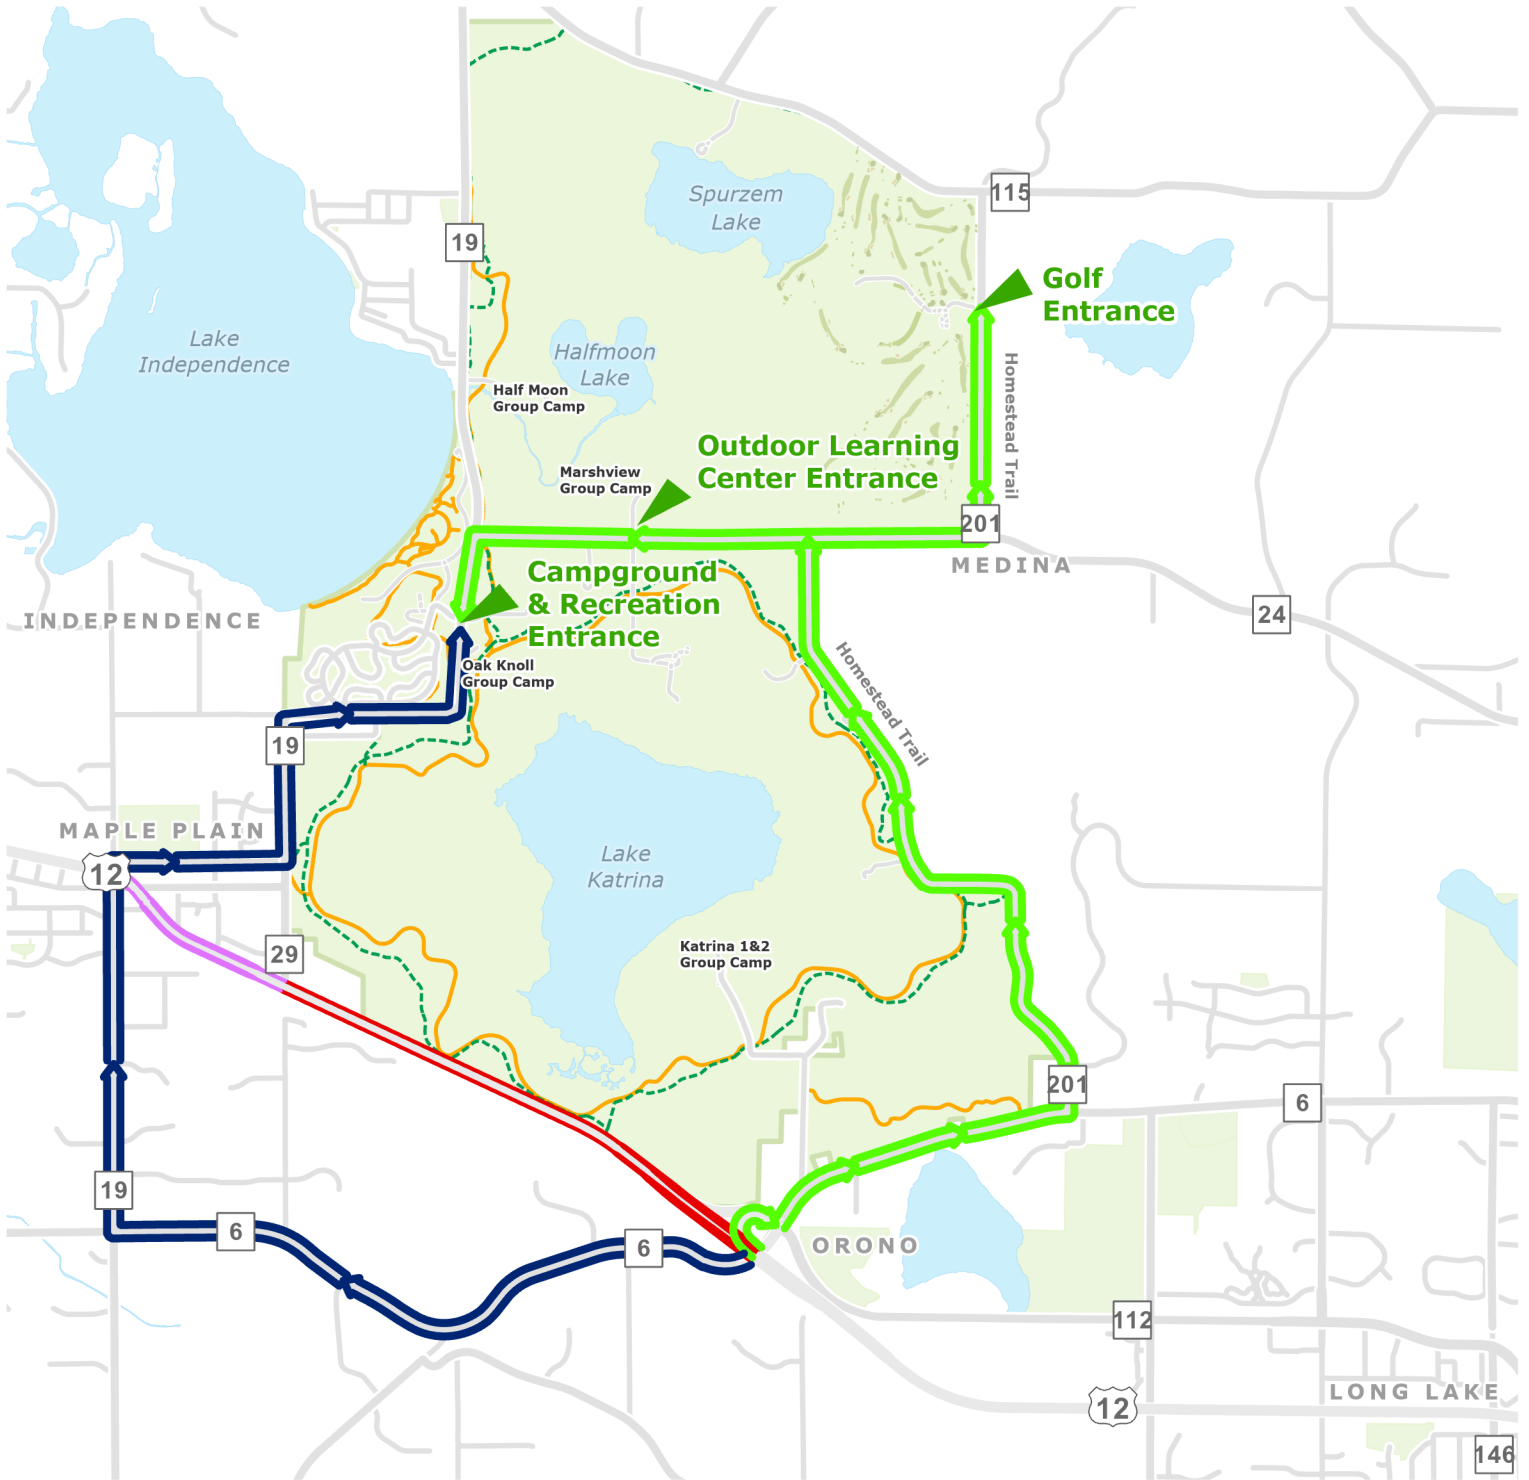 115
Spurzem
Lake
19
Golf
Entrance
Lake
Independence
Halfmoon
Lake
Homestead Trail
Half Moon
Group Camp
Outdoor Learning
Center Entrance
Marshview
Group Camp
201
MEDINA
Campground
& Recreation
Entrance
INDEPENDENCE
24
Oak Knoll
Group Camp
Homestead Trail
19
MAPLE PLAIN
12
Lake
Katrina
29
Katrina 1&2
Group Camp
201
6
19
6
6
ORONO
112
LONG LAKE
12
146